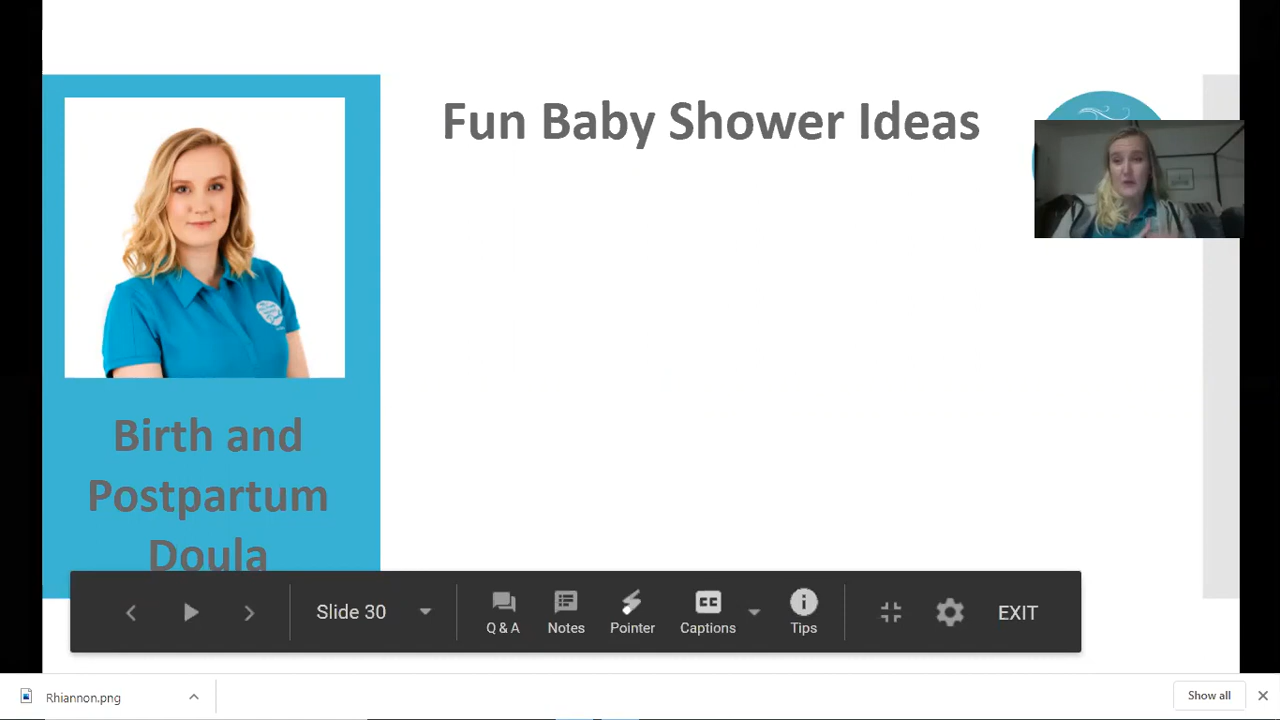 Fun Baby Shower Ideas
Birth and
Postpartum
Doula
Slide 30
Q & A
Notes
Pointer
CC
Captions
Tips
EXIT
Rhiannon.png
Show all